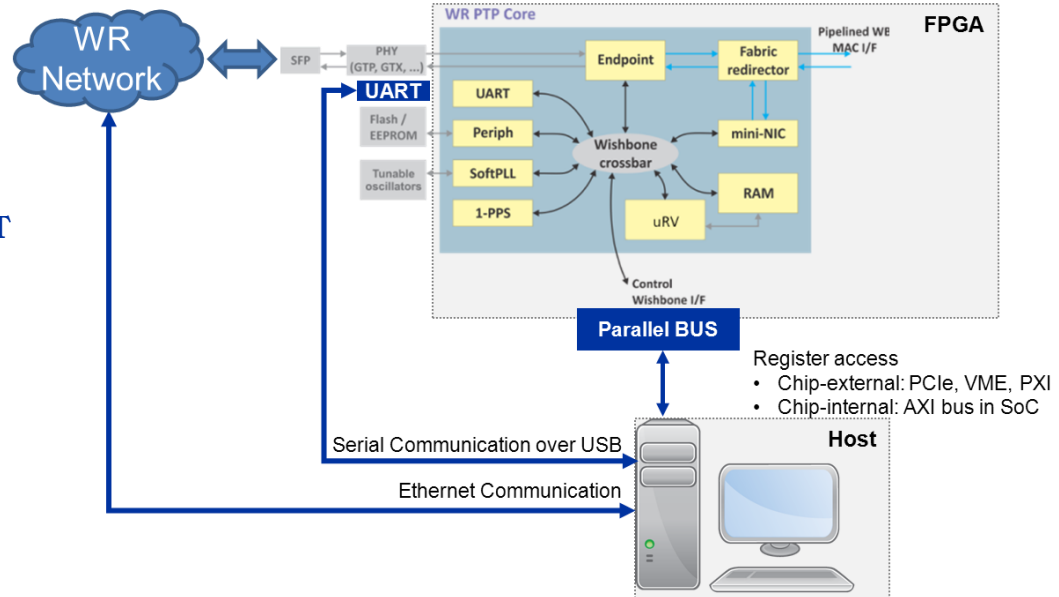 WR PTP Core
FPGA
WR
Network
SFP
PHY
(GTP, GTX, ...)
Endpoint
Fabric
redirector
Pipelined WB
MAC I/F
UART
UART
Flash /
EEPROM
Periph
Wishbone
crossbar
mini-NIC
Tunable
oscillators
SoftPLL
RAM
1-PPS
uRV
T
Control
Wishbone I/F
Parallel BUS
Register access
• Chip-external: PCIe, VME, PXI
• Chip-internal: AXI bus in SoC
Host
Serial Communication over USB
Ethernet Communication